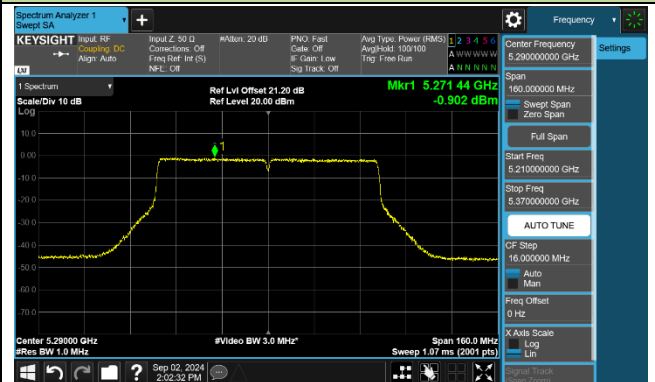 Spectrum Analyzer 1
Swept SA
+
Frequency
KEYSIGHT
Input: RF
Coupling: DC
Align: Auto
Input Z: 50 Ω
Corrections: Off
Freq Ref: Int (S)
NFE: Off
#Atten: 20 dB
PNO: Fast
Gate: Off
IF Gain: Low
Sig Track: Off
Avg Type: Power (RMS)
Avg|Hold: 100/100
Trig: Free Run
1 2 3 4 5 6
A W W W W W
A N N N N N
LXI
1 Spectrum
Scale/Div 10 dB
Log
Ref Lvl Offset 21.20 dB
Ref Level 20.00 dBm
Mkr1 5.271 44 GHz
-0.902 dBm
10.0
0.00
-10.0
-20.0
-30.0
-40.0
-50.0
-60.0
-70.0
1
Center 5.29000 GHz
#Res BW 1.0 MHz
#Video BW 3.0 MHz*
Span 160.0 MHz
Sweep 1.07 ms (2001 pts)
Center Frequency
5.290000000 GHz
Settings
Span
160.000000 MHz
Swept Span
Zero Span
Full Span
Start Freq
5.210000000 GHz
Stop Freq
5.370000000 GHz
AUTO TUNE
CF Step
16.000000 MHz
Auto
Man
Freq Offset
0 Hz
X Axis Scale
Log
Lin
Signal Track
(Span Zoom)
?
Sep 02, 2024
2:02:32 PM